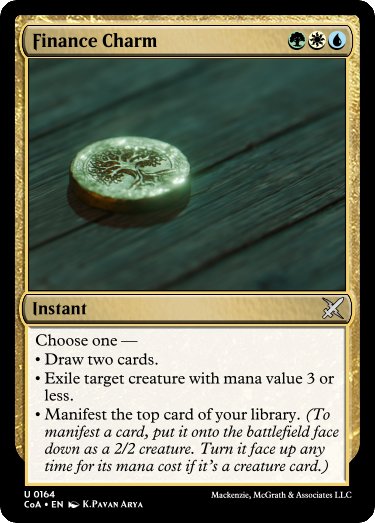 Finance Charm
Instant
Choose one —
• Draw two cards.
• Exile target creature with mana value 3 or
less.
• Manifest the top card of your library. (To
manifest a card, put it onto the battlefield face
down as a 2/2 creature. Turn it face up any
time for its mana cost if it's a creature card.)
U 0164
CoA • EN K.Pavan Arya
Mackenzie, McGrath & Associates LLC